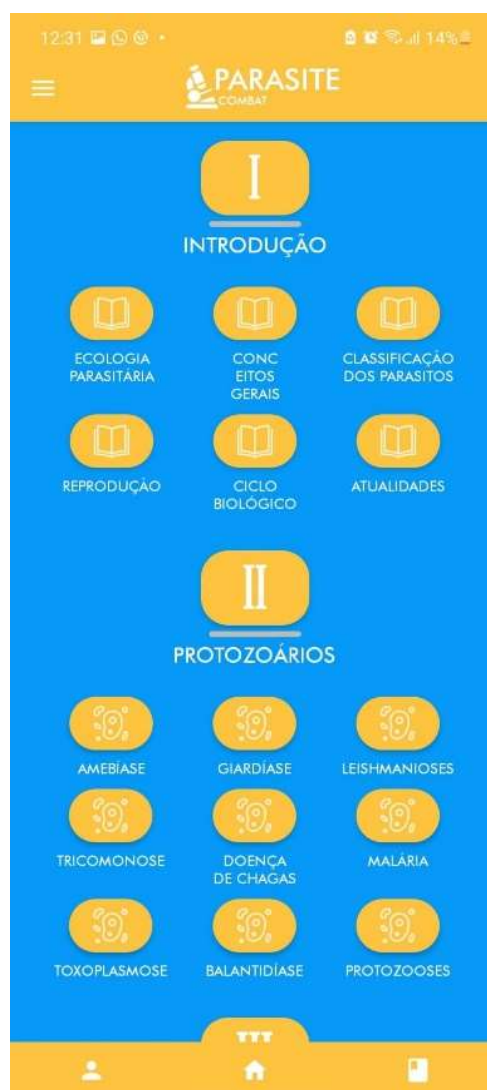 12:31 14%
PARASITE
COMBAT
I
INTRODUÇÃO
ECOLOGIA
PARASITÁRIA
CONC
EITOS
GERAIS
CLASSIFICAÇÃO
DOS PARASITOS
REPRODUÇÃO
CICLO
BIOLÓGICO
ATUALIDADES
II
PROTOZOÁRIOS
AMEBÍASE
GIARDÍASE
LEISHMANIOSES
TRICOMONOSE
DOENÇA
DE CHAGAS
MALÁRIA
TOXOPLASMOSE
BALANTIDÍASE
PROTOZOOSES